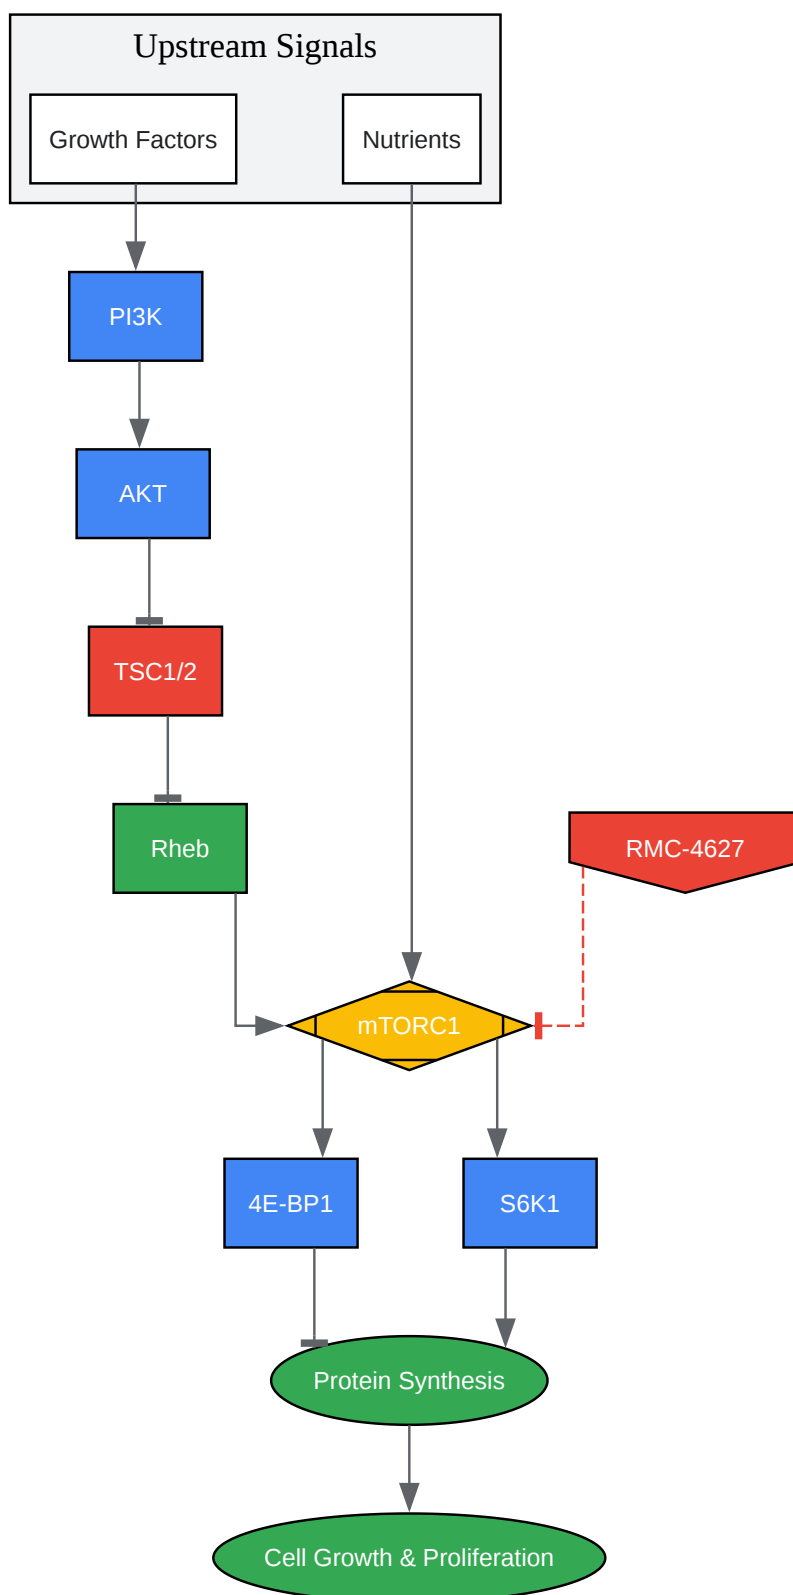 Upstream Signals
Growth Factors
Nutrients
PI3K
AKT
TSC1/2
Rheb
RMC-4627
mTORC1
4E-BP1
S6K1
Protein Synthesis
Cell Growth & Proliferation